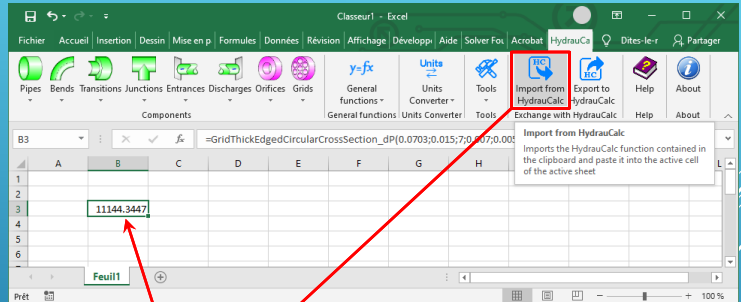 Classeur1 - Excel
Fichier Accueil Insertion Dessin Mise en p Formules Données Révision Affichage Développe Aide Solver Fou Acrobat HydrauCa Dites-le-r Partager
y=fx Units HC HC
Pipes Bends Transitions Junctions Entrances Discharges Orifices Grids General Units Tools Import from Export to Help About
functions Converter HydrauCalc HydrauCalc
Components General functions Units Converter Tools Exchange with HydrauCalc Help About
B3 fx =GridThickEdgedCircularCrossSection_dP(0.0703;0.015;7;0.007;0.005
Import from HydrauCalc
Imports the HydrauCalc function contained in
the clipboard and paste it into the active cell
of the active sheet
A B C D E F G H L
1
2
3 11144.3447
4
5
6
Feuil1
Prêt 100 %